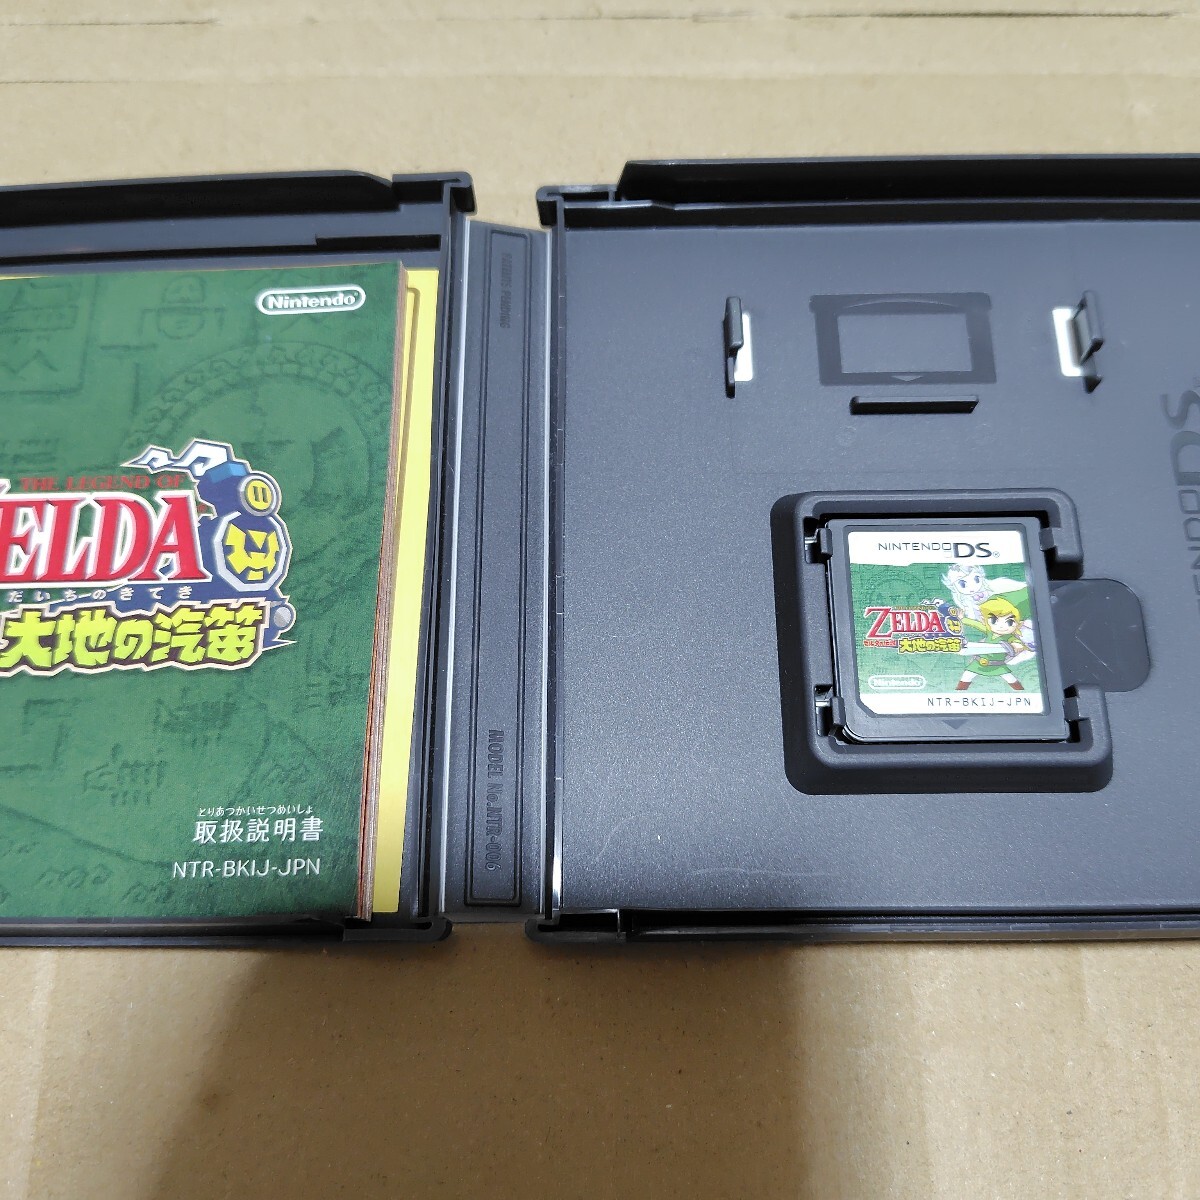 Nintendo
THE LEGEND OF
ZELDA
だいちのきてき
大地の汽笛
とりあつかいせつめいしょ
取扱説明書
NTR-BKIJ-JPN
MODEL No.NTR-006
NINTENDO DS
ZELDA
大地の汽笛
Nintendo
NTR-BKIJ-JPN
DS